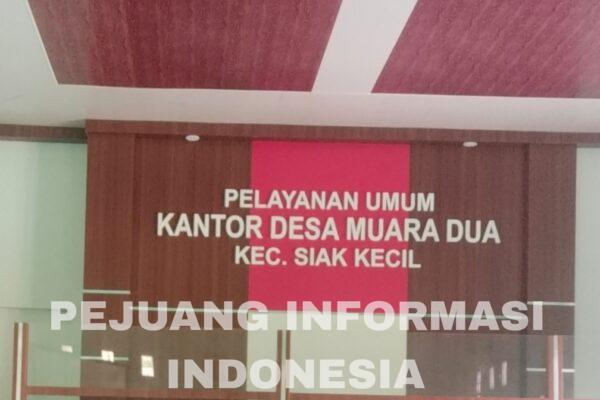 PELAYANAN UMUM
KANTOR DESA MUARA DUA
KEC. SIAK KECIL
PEJUANG INFORMASI
INDONESIA